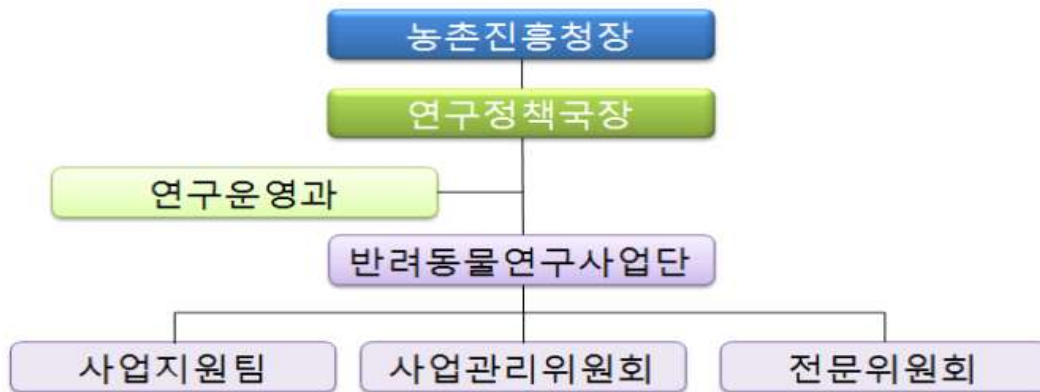 농촌진흥청장
연구정책국장
연구운영과
반려동물연구사업단
사업지원팀
사업관리위원회
전문위원회